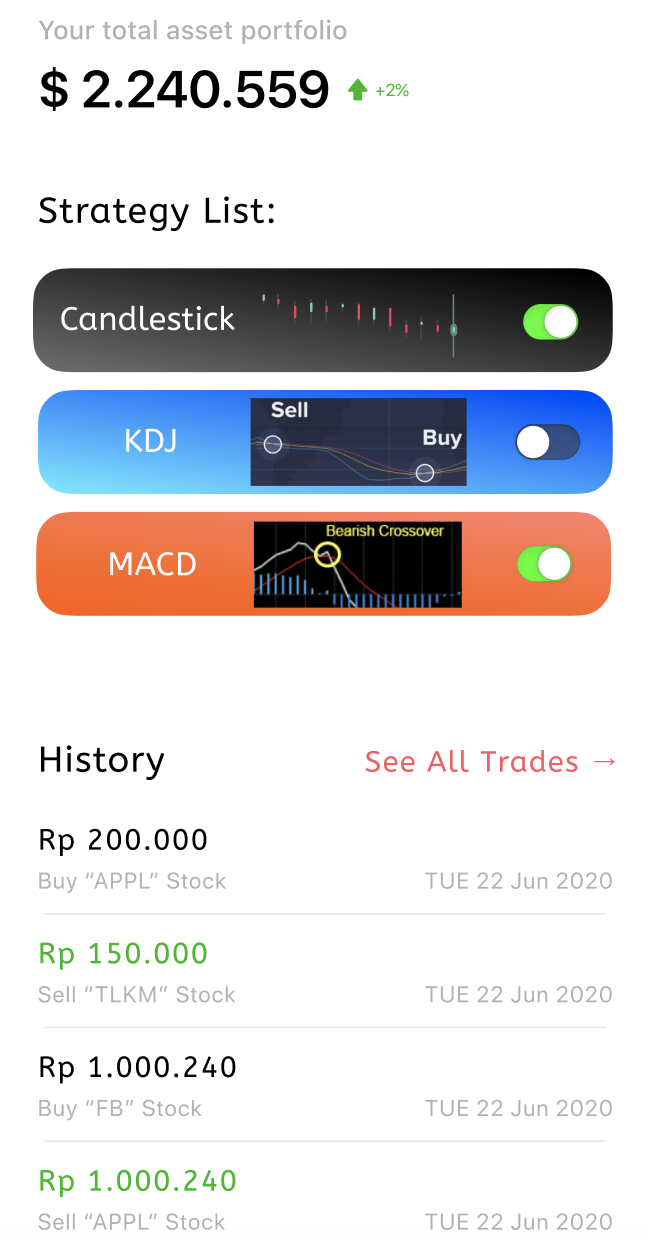 Your total asset portfolio
$ 2.240.559 +2%
Strategy List:
Candlestick
KDJ
Sell
Buy
MACD
Bearish Crossover
History
See All Trades →
Rp 200.000
Buy “APPL” Stock
TUE 22 Jun 2020
Rp 150.000
Sell “TLKM” Stock
TUE 22 Jun 2020
Rp 1.000.240
Buy “FB” Stock
TUE 22 Jun 2020
Rp 1.000.240
Sell “APPL” Stock
TUE 22 Jun 2020